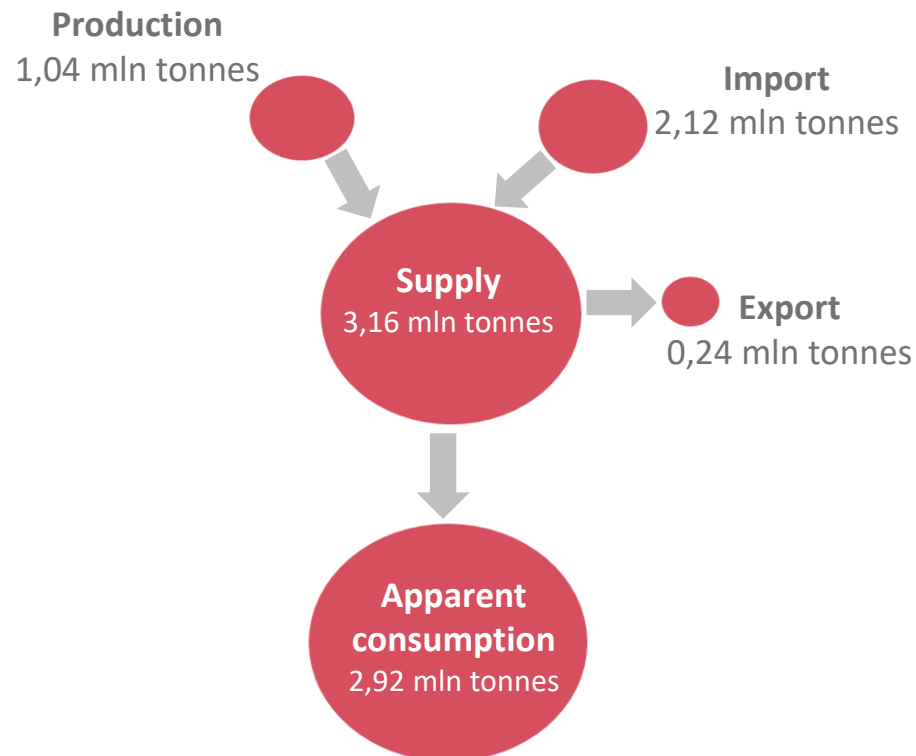 Production
1,04 mln tonnes
Import
2,12 mln tonnes
Supply
3,16 mln tonnes
Export
0,24 mln tonnes
Apparent
consumption
2,92 mln tonnes